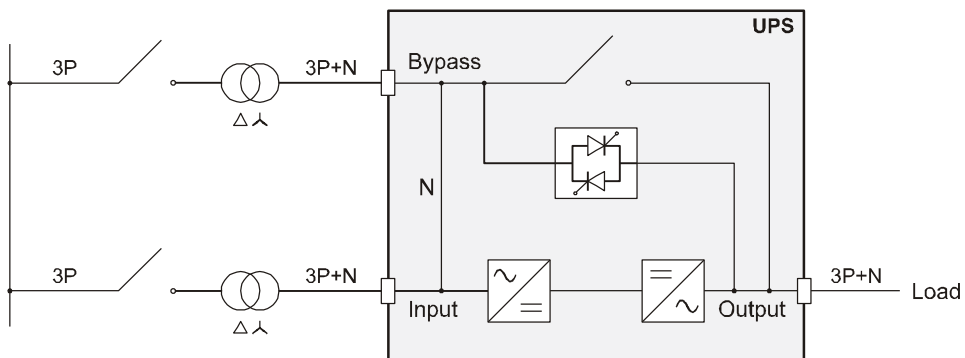 UPS
3P
3P+N
Bypass
N
3P
3P+N
Input
Output
3P+N
Load